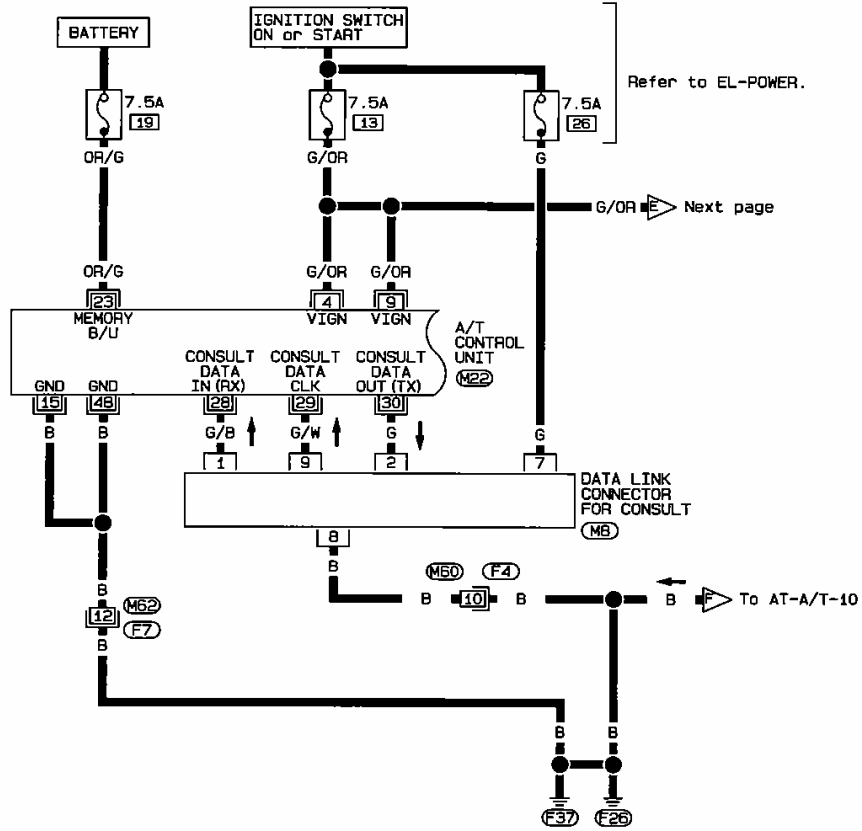 BATTERY
IGNITION SWITCH
ON or START
Refer to EL-POWER.
7.5A
19
7.5A
13
7.5A
26
OR/G
G/OR
G
G/OR
E
Next page
OR/G
G/OR
G/OR
23
4
9
MEMORY
B/U
VIGN
VIGN
A/T
CONTROL
UNIT
M22
CONSULT
DATA
IN (RX)
CONSULT
DATA
CLK
CONSULT
DATA
OUT (TX)
GND
GND
15
48
28
29
30
B
B
G/B
G/W
G
G
1
9
2
7
DATA LINK
CONNECTOR
FOR CONSULT
M8
8
B
B
M60
F4
B
10
B
B
F
To AT-A/T-10
12
M62
F7
B
B
B
F37
F26